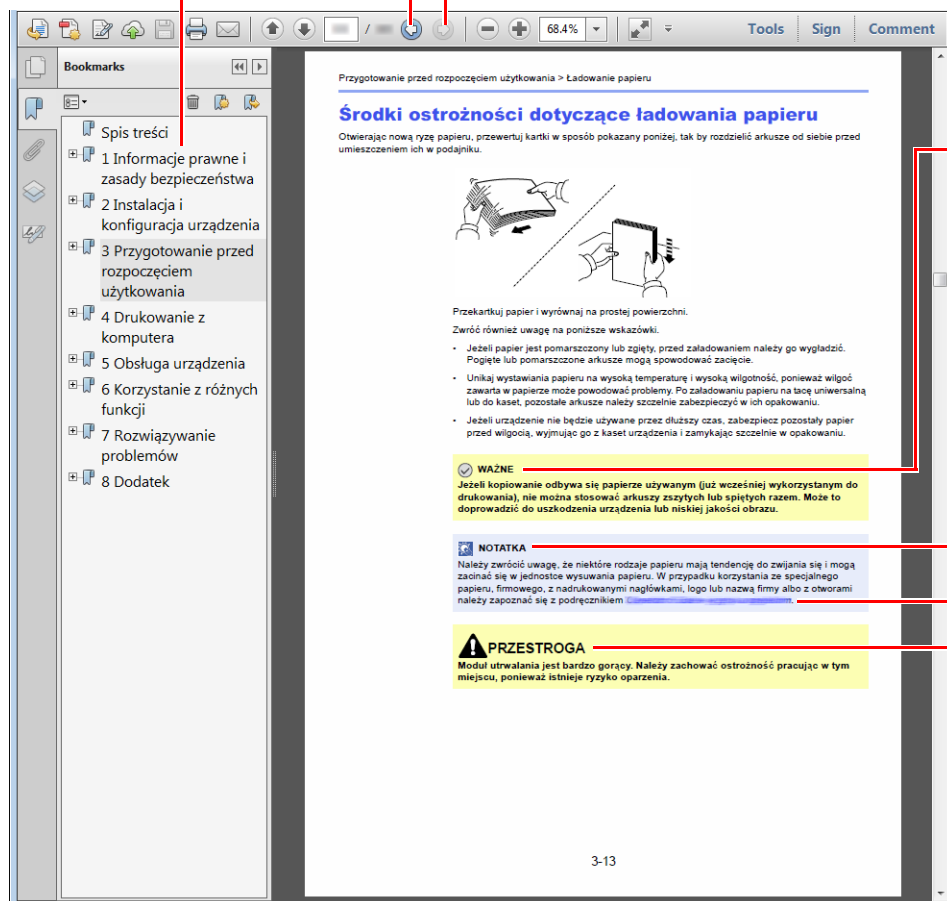 /
68.4%
Tools
Sign
Comment
Bookmarks
Spis treści
1 Informacje prawne i
zasady bezpieczeństwa
2 Instalacja i
konfiguracja urządzenia
3 Przygotowanie przed
rozpoczęciem
użytkowania
4 Drukowanie z
komputera
5 Obsługa urządzenia
6 Korzystanie z różnych
funkcji
7 Rozwiązywanie
problemów
8 Dodatek
Przygotowanie przed rozpoczęciem użytkowania > Ładowanie papieru
Środki ostrożności dotyczące ładowania papieru
Otwierając nową ryzę papieru, przewertuj kartki w sposób pokazany poniżej, tak by rozdzielić arkusze od siebie przed
umieszczeniem ich w podajniku.
Przekartkuj papier i wyrównaj na prostej powierzchni.
Zwróć również uwagę na poniższe wskazówki.
• Jeżeli papier jest pomarszczony lub zgięty, przed załadowaniem należy go wygładzić.
Pogięte lub pomarszczone arkusze mogą spowodować zacięcie.
• Unikaj wystawiania papieru na wysoką temperaturę i wysoką wilgotność, ponieważ wilgoć
zawarta w papierze może powodować problemy. Po załadowaniu papieru na tacę uniwersalną
lub do kaset, pozostałe arkusze należy szczelnie zabezpieczyć w ich opakowaniu.
• Jeżeli urządzenie nie będzie używane przez dłuższy czas, zabezpiecz pozostały papier
przed wilgocią, wyjmując go z kaset urządzenia i zamykając szczelnie w opakowaniu.
WAŻNE
Jeżeli kopiowanie odbywa się papierze używanym (już wcześniej wykorzystanym do
drukowania), nie można stosować arkuszy zszytych lub spiętych razem. Może to
doprowadzić do uszkodzenia urządzenia lub niskiej jakości obrazu.
NOTATKA
Należy zwrócić uwagę, że niektóre rodzaje papieru mają tendencję do zwijania się i mogą
zacinać się w jednostce wysuwania papieru. W przypadku korzystania ze specjalnego
papieru, firmowego, z nadrukowanymi nagłówkami, logo lub nazwą firmy albo z otworami
należy zapoznać się z podręcznikiem
PRZESTROGA
Moduł utrwalania jest bardzo gorący. Należy zachować ostrożność pracując w tym
miejscu, ponieważ istnieje ryzyko oparzenia.
3-13